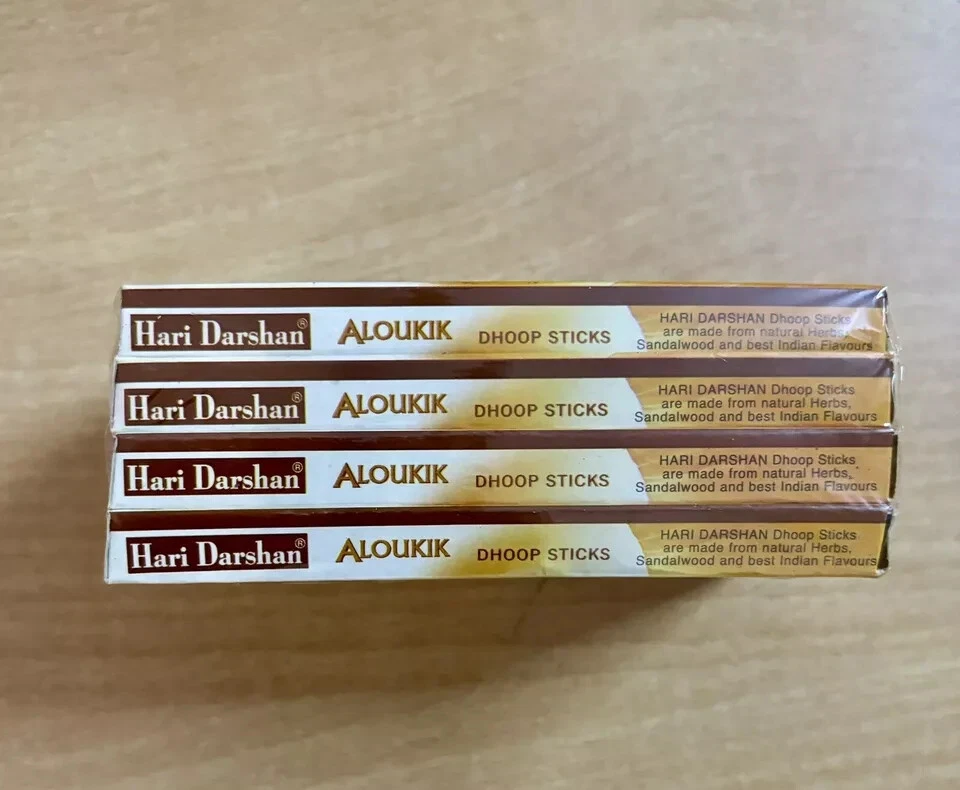 Hari Darshan® ALOUKIK DHOOP STICKS
HARI DARSHAN Dhoop Sticks
are made from natural Herbs,
Sandalwood and best Indian Flavours
Hari Darshan® ALOUKIK DHOOP STICKS
HARI DARSHAN Dhoop Sticks
are made from natural Herbs,
Sandalwood and best Indian Flavours
Hari Darshan® ALOUKIK DHOOP STICKS
HARI DARSHAN Dhoop Sticks
are made from natural Herbs,
Sandalwood and best Indian Flavours
Hari Darshan® ALOUKIK DHOOP STICKS
HARI DARSHAN Dhoop Sticks
are made from natural Herbs,
Sandalwood and best Indian Flavours